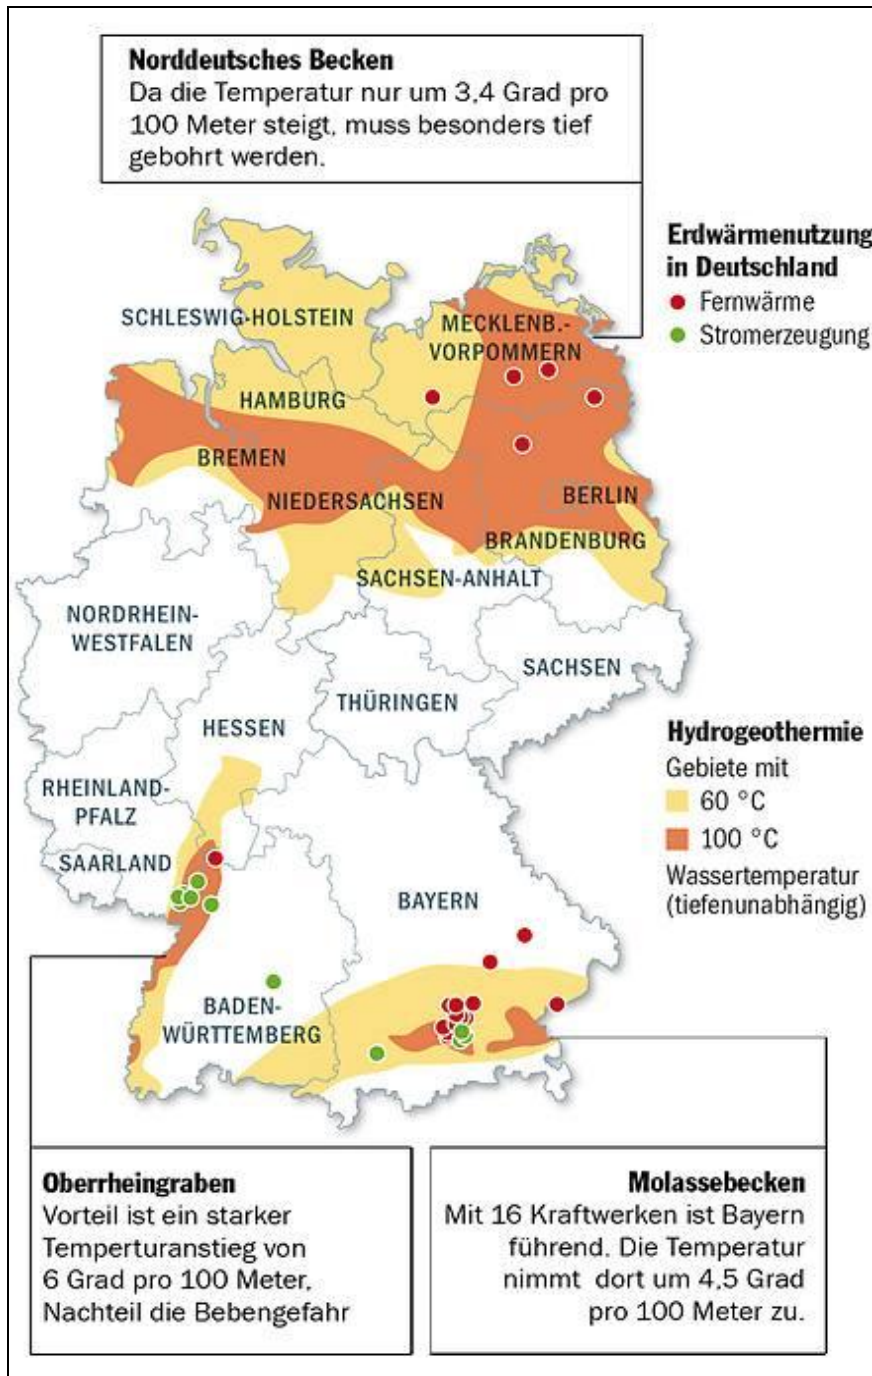 Norddeutsches Becken
Da die Temperatur nur um 3,4 Grad pro
100 Meter steigt, muss besonders tief
gebohrt werden.
Erdwärmenutzung
in Deutschland
Fernwärme
Stromerzeugung
SCHLESWIG-HOLSTEIN
MECKLENB.-
VORPOMMERN
HAMBURG
BREMEN
NIEDERSACHSEN
BERLIN
BRANDENBURG
SACHSEN-ANHALT
NORDRHEIN-
WESTFALEN
SACHSEN
THÜRINGEN
HESSEN
Hydrogeothermie
Gebiete mit
60 °C
100 °C
Wassertemperatur
(tiefenunabhängig)
RHEINLAND-
PFALZ
SAARLAND
BAYERN
BADEN-
WÜRTTEMBERG
Oberrheingraben
Vorteil ist ein starker
Temperturanstieg von
6 Grad pro 100 Meter,
Nachteil die Bebengefahr
Molassebecken
Mit 16 Kraftwerken ist Bayern
führend. Die Temperatur
nimmt dort um 4,5 Grad
pro 100 Meter zu.